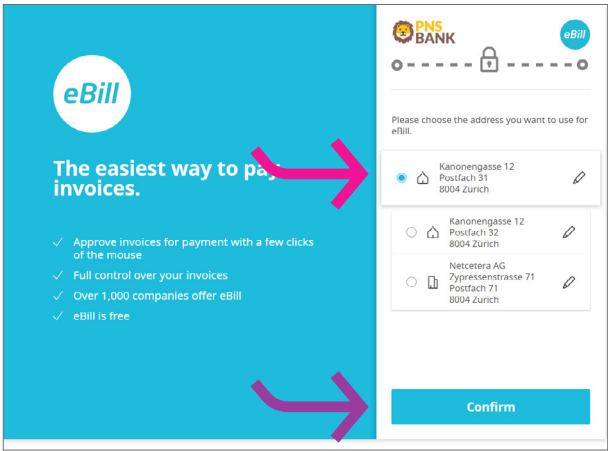 eBill
The easiest way to pay
invoices.
Approve invoices for payment with a few clicks
of the mouse
Full control over your invoices
Over 1,000 companies offer eBill
eBill is free
PNS
BANK
eBill
Please choose the address you want to use for
eBill.
Kanonengasse 12
Postfach 31
8004 Zürich
Kanonengasse 12
Postfach 32
8004 Zürich
Netcetera AG
Zypressenstrasse 71
Postfach 71
8004 Zürich
Confirm